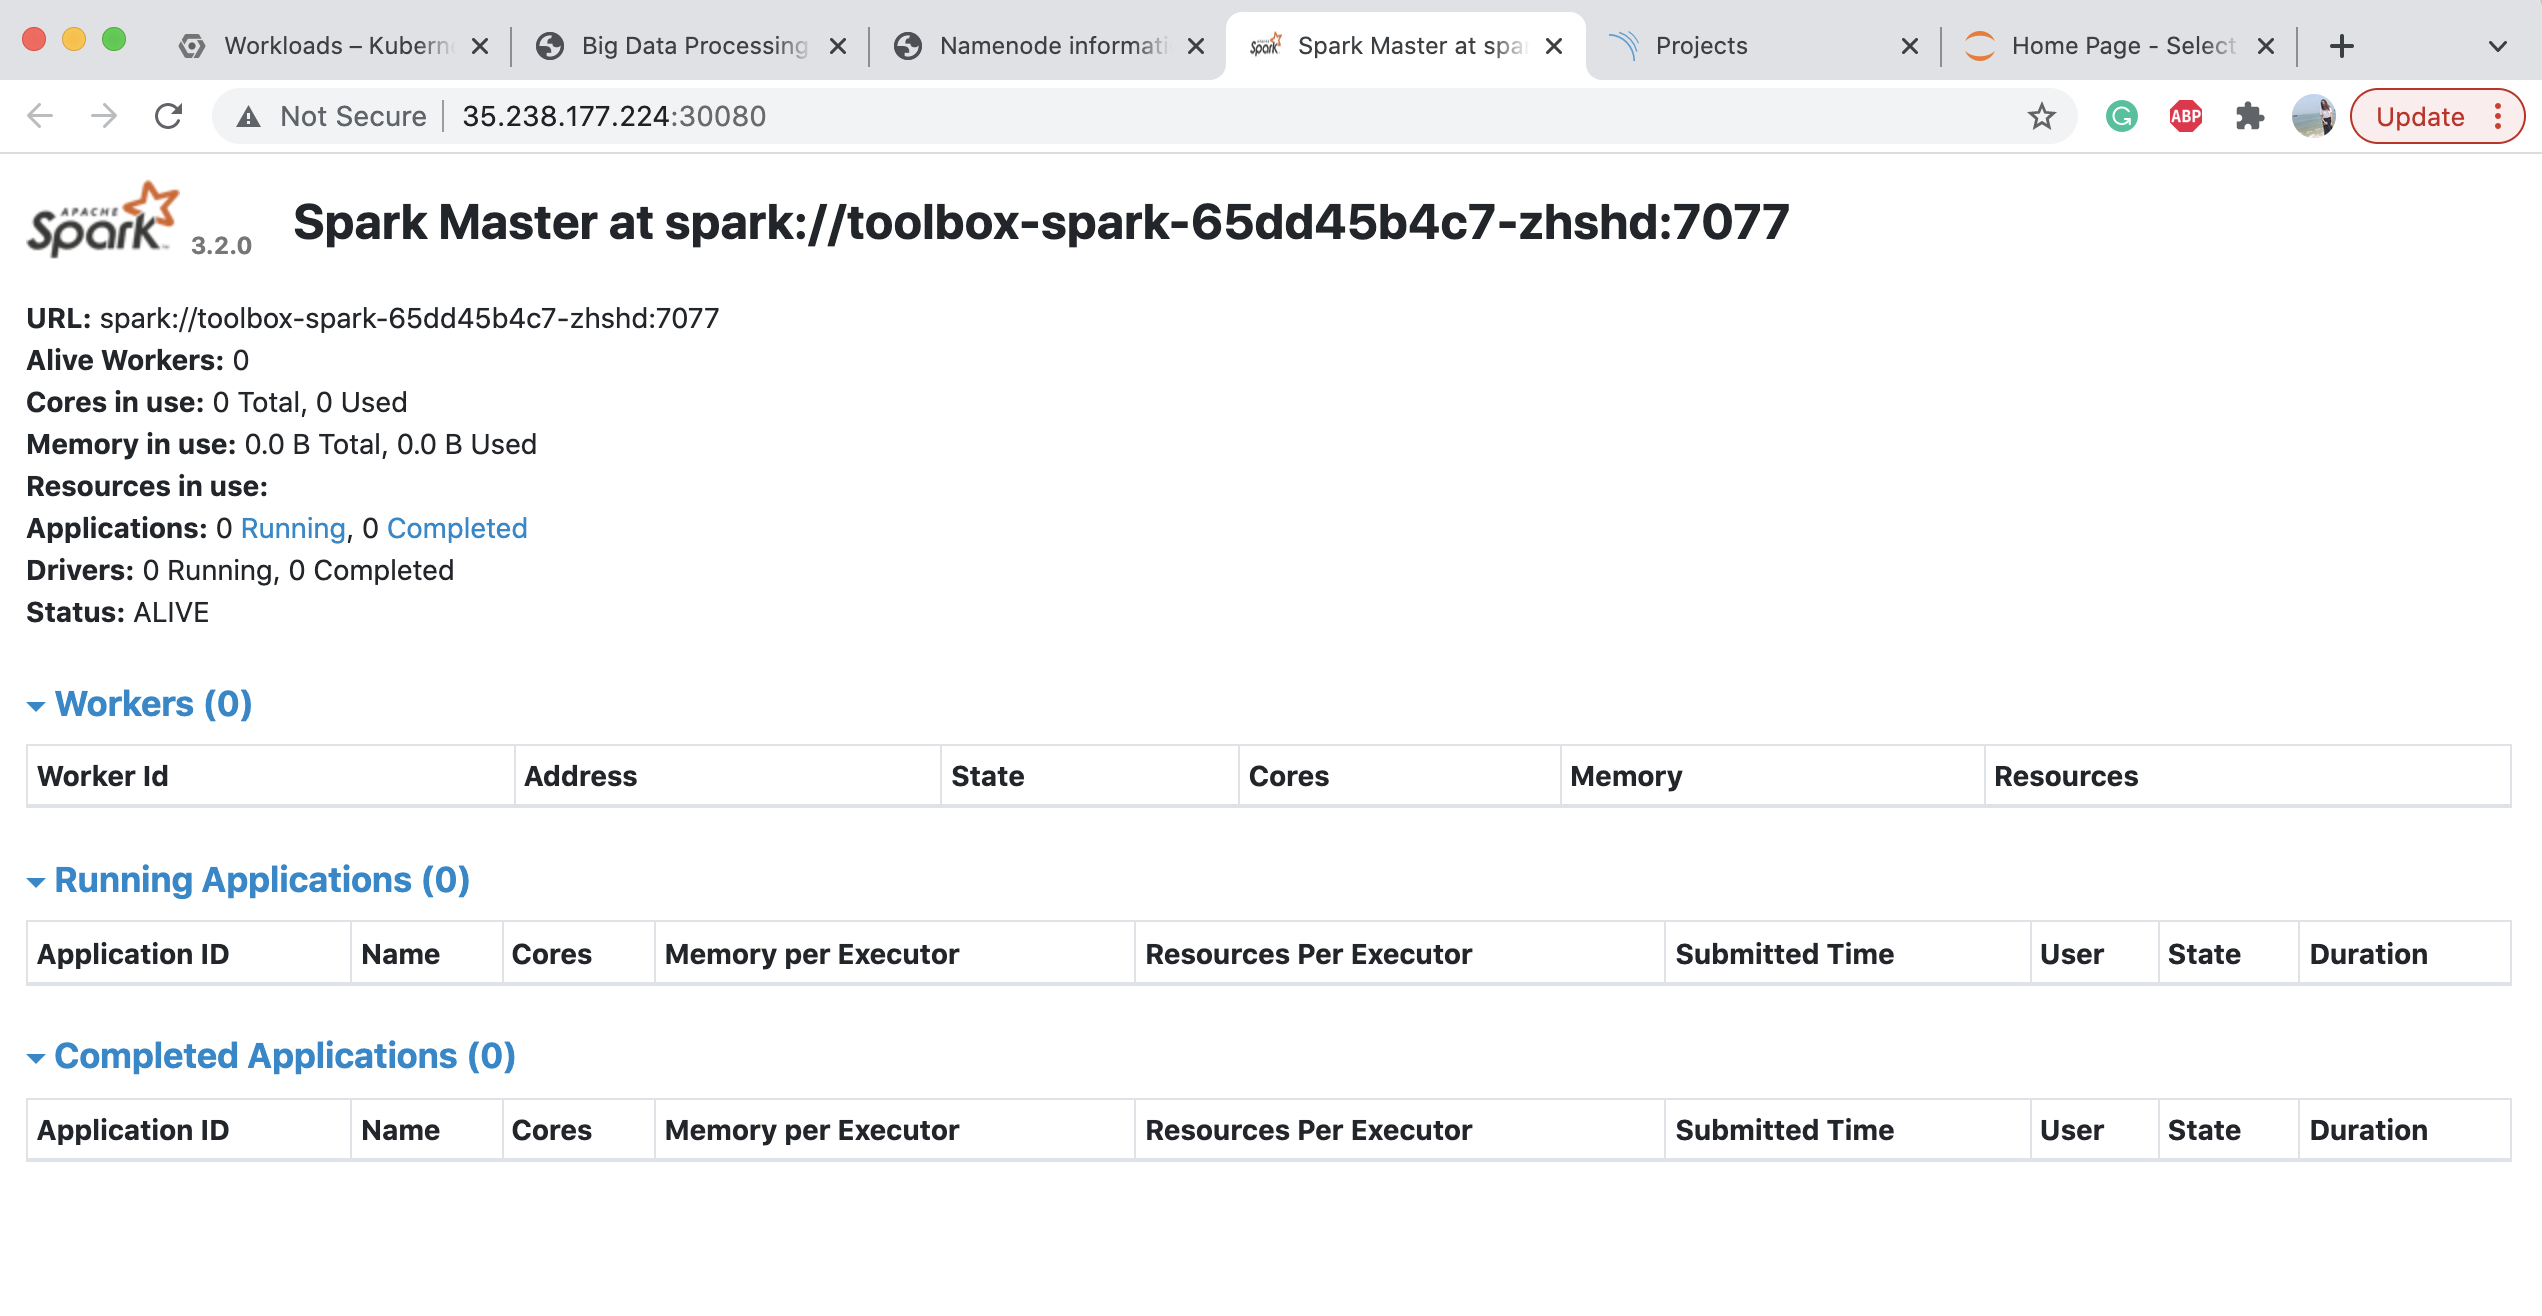 Workloads – Kuberne
Big Data Processing
Namenode informati
Spark Master at spar
Projects
Home Page - Select
Not Secure
35.238.177.224:30080
ABP
Update
APACHE
Spark
3.2.0
Spark Master at spark://toolbox-spark-65dd45b4c7-zhshd:7077
URL: spark://toolbox-spark-65dd45b4c7-zhshd:7077
Alive Workers: 0
Cores in use: 0 Total, 0 Used
Memory in use: 0.0 B Total, 0.0 B Used
Resources in use:
Applications: 0 Running, 0 Completed
Drivers: 0 Running, 0 Completed
Status: ALIVE
Workers (0)
Worker Id Address State Cores Memory Resources
Running Applications (0)
Application ID Name Cores Memory per Executor Resources Per Executor Submitted Time User State Duration
Completed Applications (0)
Application ID Name Cores Memory per Executor Resources Per Executor Submitted Time User State Duration